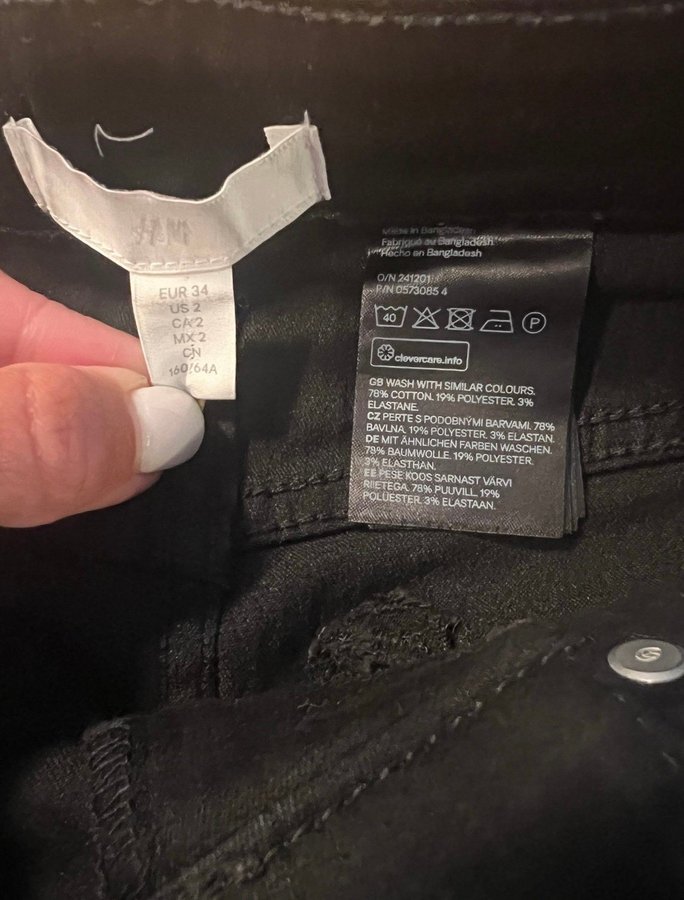 H&M
EUR 34
US 2
CA 2
MX 2
CN
160/64A
Made in Bangladesh
Fabriqué au Bangladesh
Hecho en Bangladesh
O/N 241201
P/N 0573085 4
40
P
clevercare.info
GB WASH WITH SIMILAR COLOURS.
78% COTTON. 19% POLYESTER. 3%
ELASTANE.
CZ PERTE S PODOBNÝMI BARVAMI. 78%
BAVLNA. 19% POLYESTER. 3% ELASTAN.
DE MIT ÄHNLICHEN FARBEN WASCHEN.
78% BAUMWOLLE. 19% POLYESTER.
3% ELASTHAN.
EE PESE KOOS SARNAST VÄRVI
RIIETEGA. 78% PUUVILL. 19%
POLÜESTER. 3% ELASTAAN.